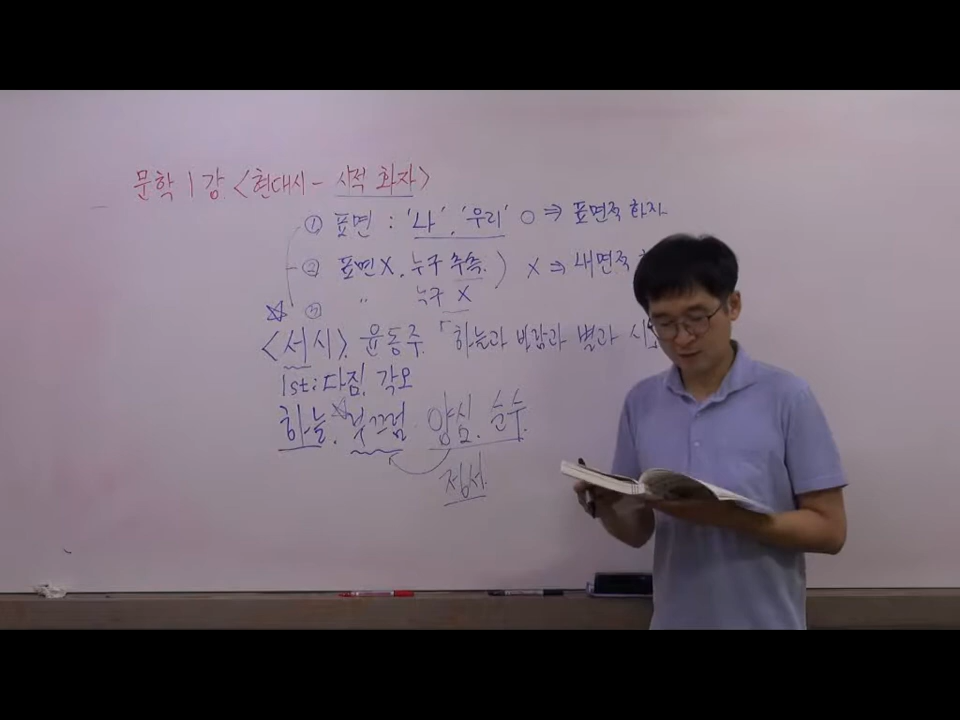 문학 1강 <현대시 - 시적 화자>
① 표면 : '나', '우리' ○ ⇒ 표면적 화자
② 표면X, 누구 추측. ) X ⇒ 내면적
③ 〃 누구 X
☆ <서시>, 윤동주 「하늘과 바람과 별과 시
1st : 다짐, 각오
하늘. ☆부끄럼 양심. 순수.
정서.